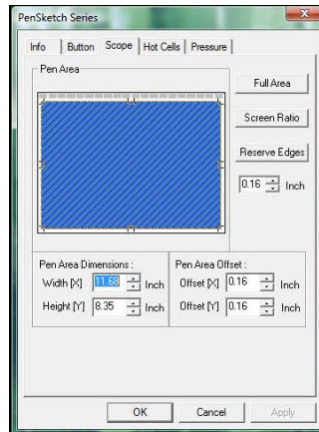 PenSketch Series
Info Button Scope Hot Cells Pressure
Pen Area
Full Area
Screen Ratio
Reserve Edges
0.16 Inch
Pen Area Dimensions :
Width [X] 11.68 Inch
Height [Y] 8.35 Inch
Pen Area Offset :
Offset [X] 0.16 Inch
Offset [Y] 0.16 Inch
OK Cancel Apply